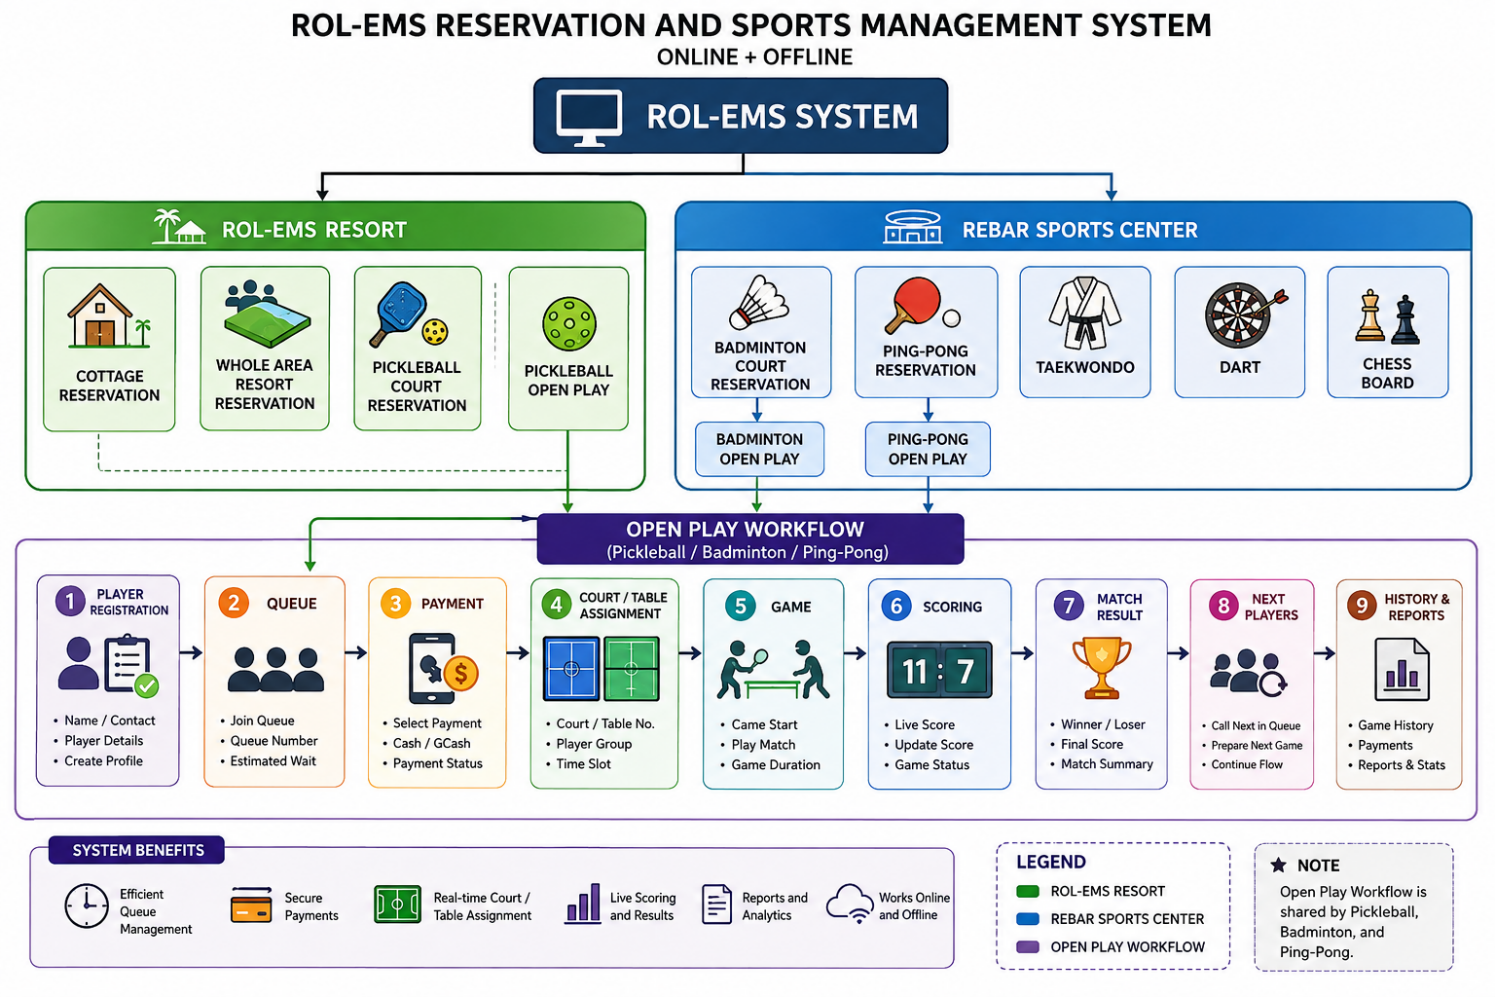 ROL-EMS RESERVATION AND SPORTS MANAGEMENT SYSTEM
ONLINE + OFFLINE
ROL-EMS SYSTEM
ROL-EMS RESORT
COTTAGE
RESERVATION
WHOLE AREA
RESORT
RESERVATION
PICKLEBALL
COURT
RESERVATION
PICKLEBALL
OPEN PLAY
REBAR SPORTS CENTER
BADMINTON
COURT
RESERVATION
PING-PONG
RESERVATION
TAEKWONDO
DART
CHESS
BOARD
BADMINTON
OPEN PLAY
PING-PONG
OPEN PLAY
OPEN PLAY WORKFLOW
(Pickleball / Badminton / Ping-Pong)
1 PLAYER
REGISTRATION
• Name / Contact
• Player Details
• Create Profile
2 QUEUE
• Join Queue
• Queue Number
• Estimated Wait
3 PAYMENT
$
• Select Payment
• Cash / GCash
• Payment Status
4 COURT / TABLE
ASSIGNMENT
• Court / Table No.
• Player Group
• Time Slot
5 GAME
• Came Start
• Play Match
• Game Duration
6 SCORING
11 : 7
• Live Score
• Update Score
• Game Status
7 MATCH
RESULT
• Winner / Loser
• Final Score
• Match Summary
8 NEXT
PLAYERS
• Call Next in Queue
• Prepare Next Game
• Continue Flow
9 HISTORY &
REPORTS
• Game History
• Payments
• Reports & Stats
SYSTEM BENEFITS
Efficient
Queue
Management
Secure
Payments
Real-time Court /
Table Assignment
Live Scoring
and Results
Reports and
Analytics
Works Online
and Offline
LEGEND
ROL-EMS RESORT
REBAR SPORTS CENTER
OPEN PLAY WORKFLOW
★ NOTE
Open Play Workflow is
shared by Pickleball,
Badminton, and
Ping-Pong.